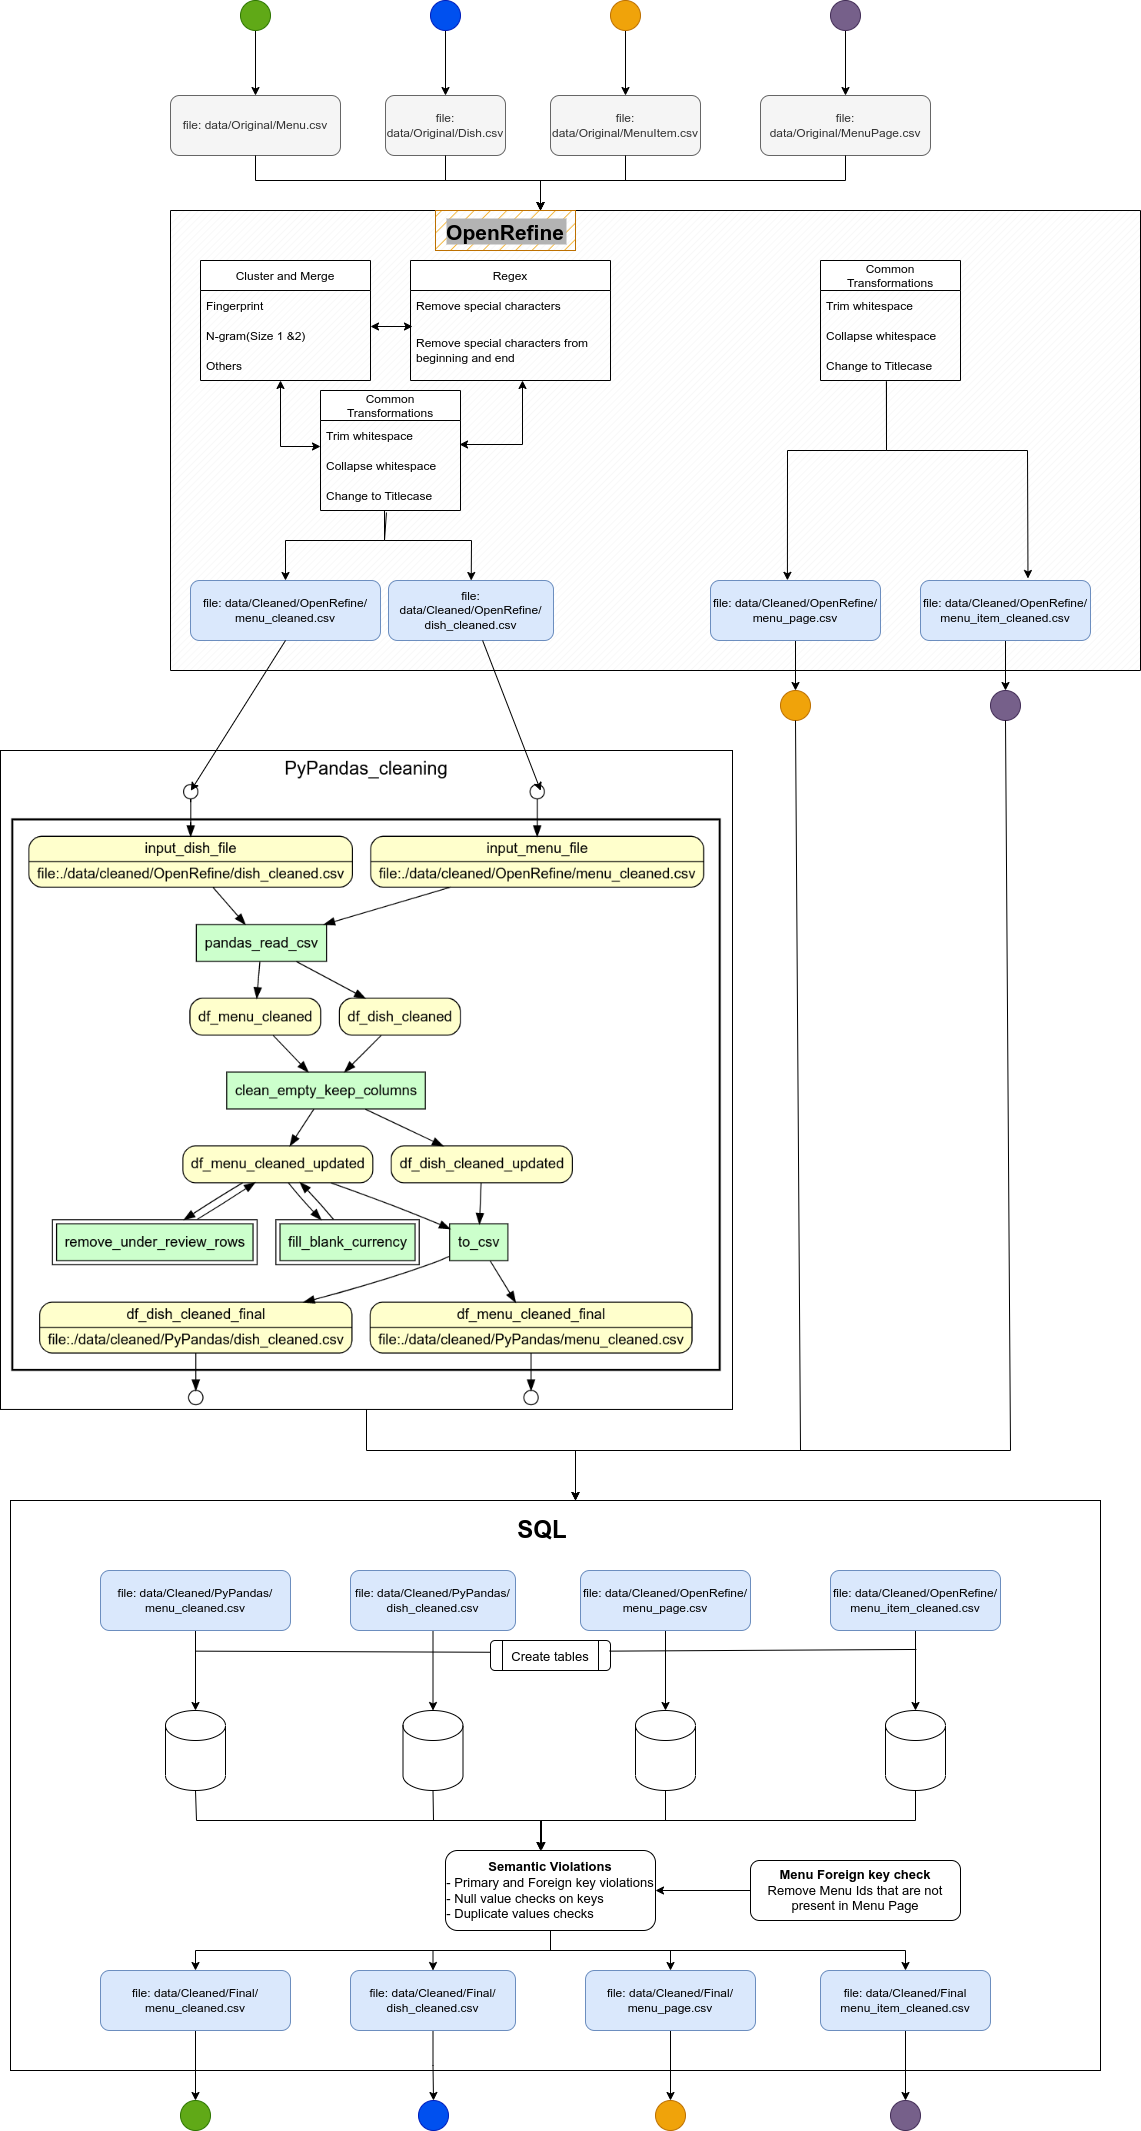 file: data/Original/Menu.csv
file:
data/Original/Dish.csv
file:
data/Original/MenuItem.csv
file:
data/Original/MenuPage.csv
OpenRefine
Cluster and Merge
Fingerprint
N-gram(Size 1 &2)
Others
Regex
Remove special characters
Remove special characters from
beginning and end
Common
Transformations
Trim whitespace
Collapse whitespace
Change to Titlecase
Common
Transformations
Trim whitespace
Collapse whitespace
Change to Titlecase
file: data/Cleaned/OpenRefine/
menu_cleaned.csv
file:
data/Cleaned/OpenRefine/
dish_cleaned.csv
file: data/Cleaned/OpenRefine/
menu_page.csv
file: data/Cleaned/OpenRefine/
menu_item_cleaned.csv
PyPandas_cleaning
input_dish_file
file:./data/cleaned/OpenRefine/dish_cleaned.csv
input_menu_file
file:./data/cleaned/OpenRefine/menu_cleaned.csv
pandas_read_csv
df_menu_cleaned
df_dish_cleaned
clean_empty_keep_columns
df_menu_cleaned_updated
df_dish_cleaned_updated
remove_under_review_rows
fill_blank_currency
to_csv
df_dish_cleaned_final
file:./data/cleaned/PyPandas/dish_cleaned.csv
df_menu_cleaned_final
file:./data/cleaned/PyPandas/menu_cleaned.csv
SQL
file: data/Cleaned/PyPandas/
menu_cleaned.csv
file: data/Cleaned/PyPandas/
dish_cleaned.csv
file: data/Cleaned/OpenRefine/
menu_page.csv
file: data/Cleaned/OpenRefine/
menu_item_cleaned.csv
Create tables
Semantic Violations
- Primary and Foreign key violations
- Null value checks on keys
- Duplicate values checks
Menu Foreign key check
Remove Menu Ids that are not
present in Menu Page
file: data/Cleaned/Final/
menu_cleaned.csv
file: data/Cleaned/Final/
dish_cleaned.csv
file: data/Cleaned/Final/
menu_page.csv
file: data/Cleaned/Final
menu_item_cleaned.csv